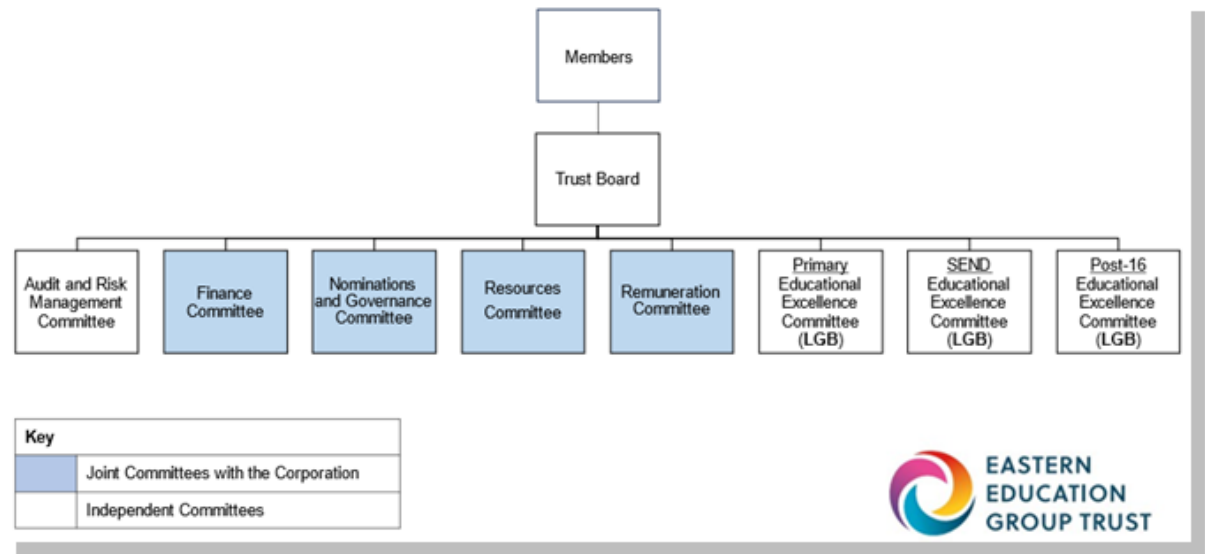 Members
Trust Board
Audit and Risk
Management
Committee
Finance
Committee
Nominations
and Governance
Committee
Resources
Committee
Remuneration
Committee
Primary
Educational
Excellence
Committee
(LGB)
SEND
Educational
Excellence
Committee
(LGB)
Post-16
Educational
Excellence
Committee
(LGB)
Key
Joint Committees with the Corporation
Independent Committees
EASTERN
EDUCATION
GROUP TRUST